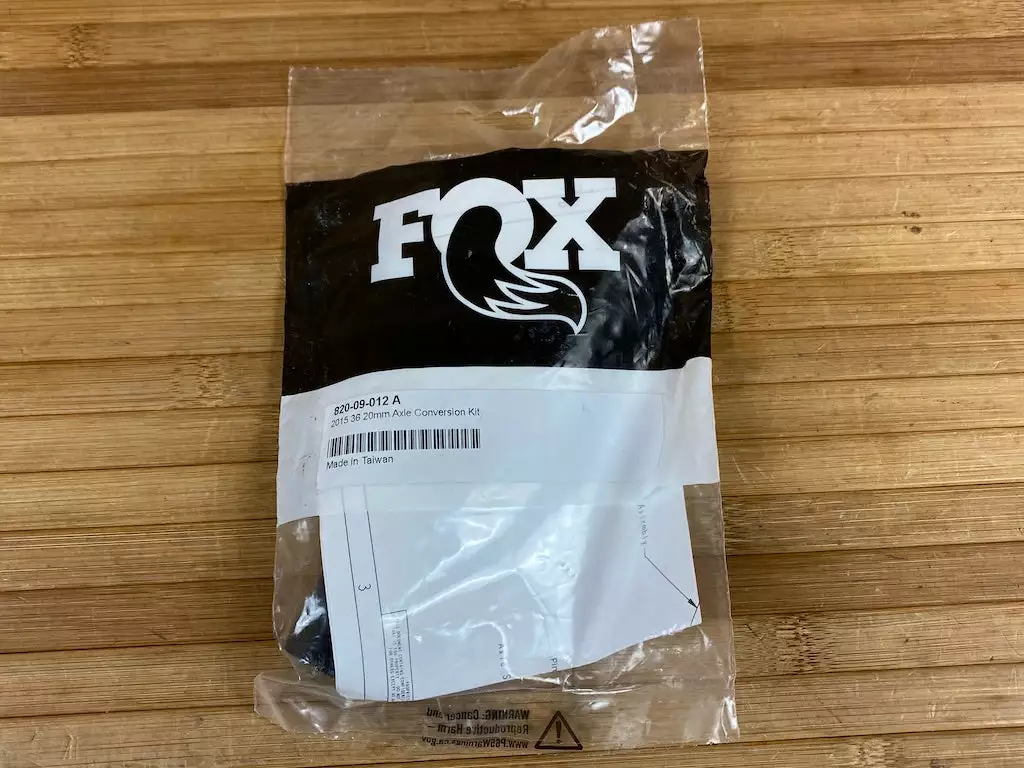 FOX
820-09-012 A
2015 36 20mm Axle Conversion Kit
Made in Taiwan
3
Assembly
WARNING: Cancer and
Reproductive Harm –
www.P65Warnings.ca.gov